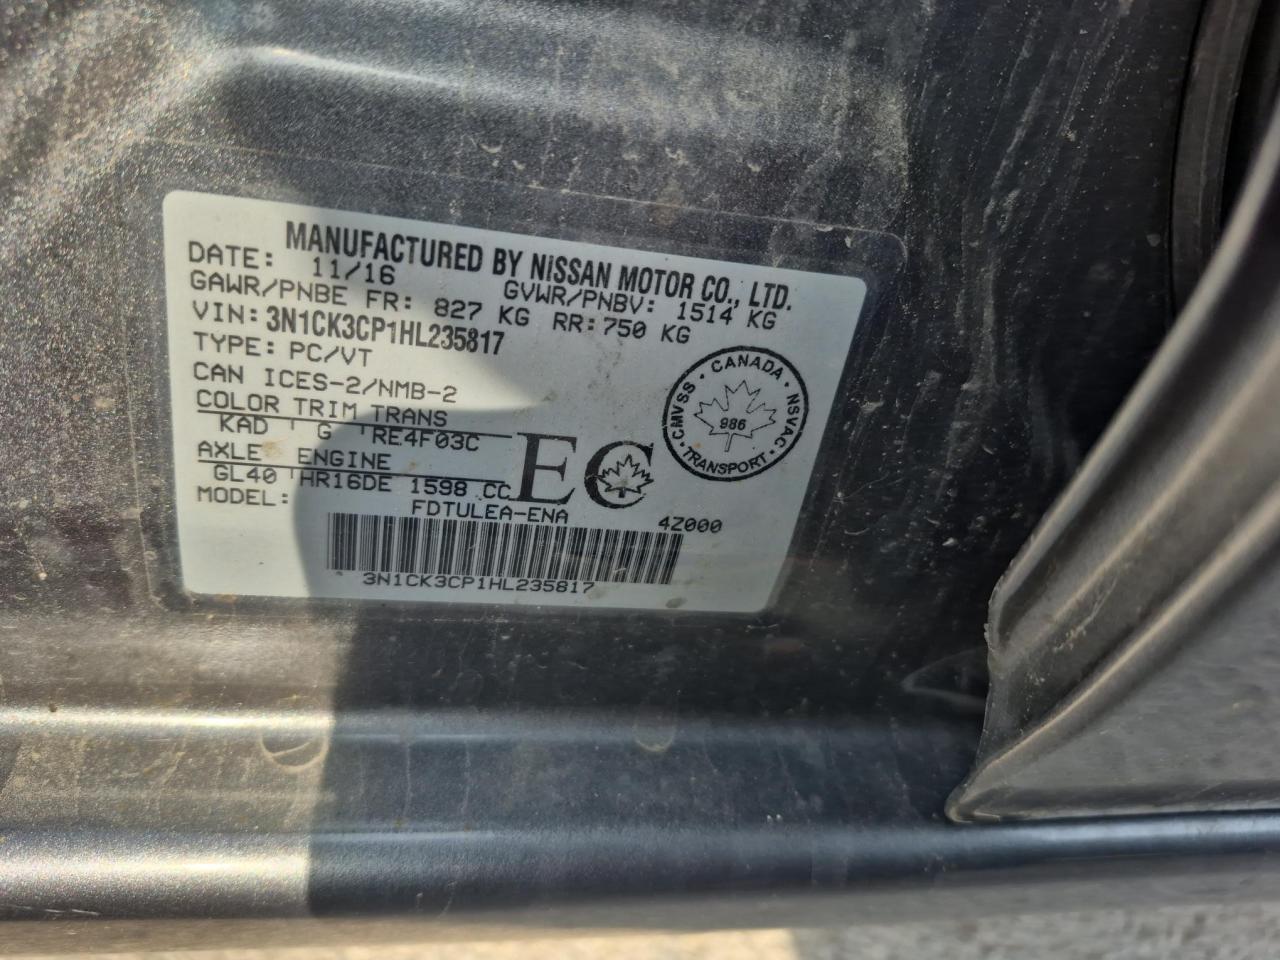 MANUFACTURED BY NISSAN MOTOR CO., LTD.
DATE: 11/16 GVWR/PNBV: 1514 KG
GAWR/PNBE FR: 827 KG RR: 750 KG
VIN: 3N1CK3CP1HL235817
TYPE: PC/VT
CAN ICES-2/NMB-2
COLOR TRIM TRANS
KAD G RE4F03C
AXLE ENGINE
GL40 HR16DE 1598 CC
EC
CANADA
CMVSS 986 NSVAC
TRANSPORT
MODEL: FDTULEA-ENA 4Z000
3N1CK3CP1HL235817